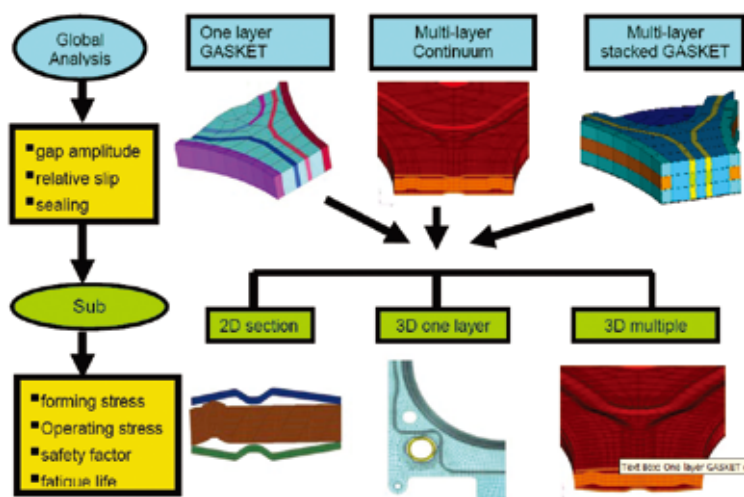 Global
Analysis
One layer
GASKET
Multi-layer
Continuum
Multi-layer
stacked GASKET
▪gap amplitude
▪relative slip
▪sealing
Sub
2D section
3D one layer
3D multiple
▪forming stress
▪Operating stress
▪safety factor
▪fatigue life
Text Box: One layer GASKET